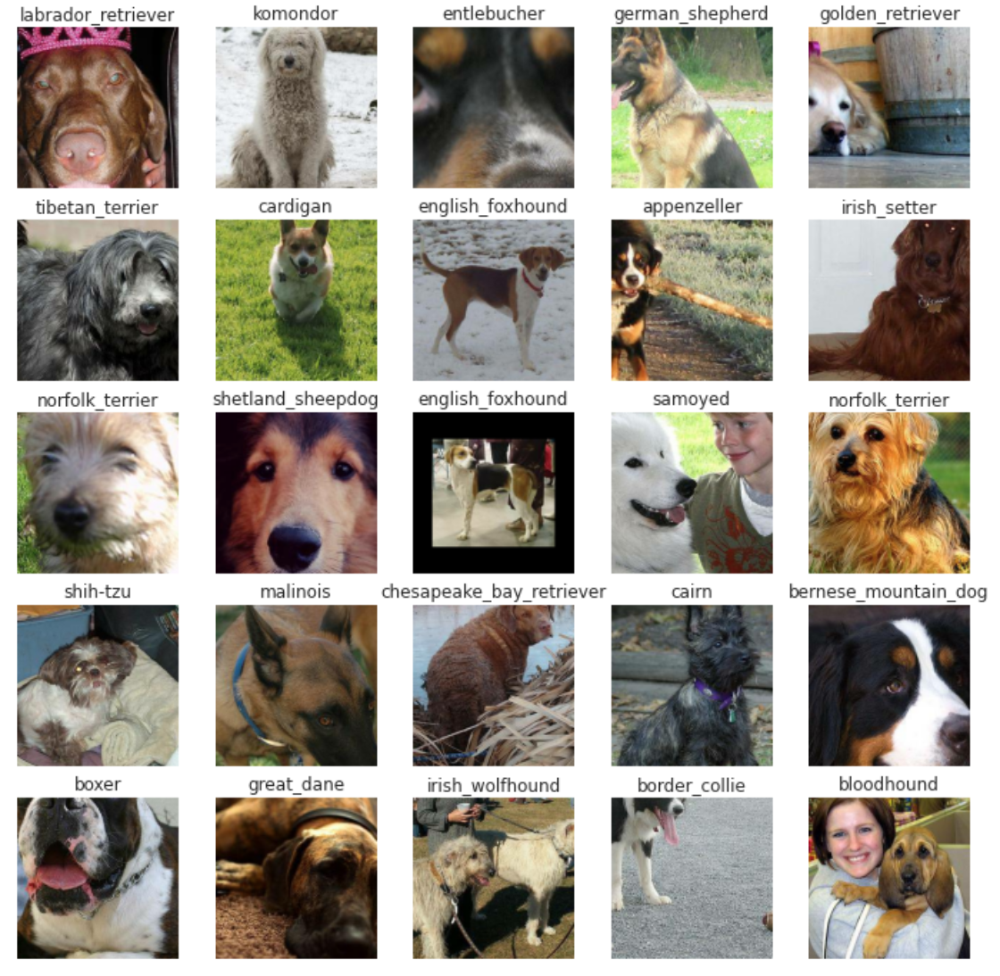 labrador_retriever
komondor
entlebucher
german_shepherd
golden_retriever
tibetan_terrier
cardigan
english_foxhound
appenzeller
irish_setter
norfolk_terrier
shetland_sheepdog
english_foxhound
samoyed
norfolk_terrier
shih-tzu
malinois
chesapeake_bay_retriever
cairn
bernese_mountain_dog
boxer
great_dane
irish_wolfhound
border_collie
bloodhound